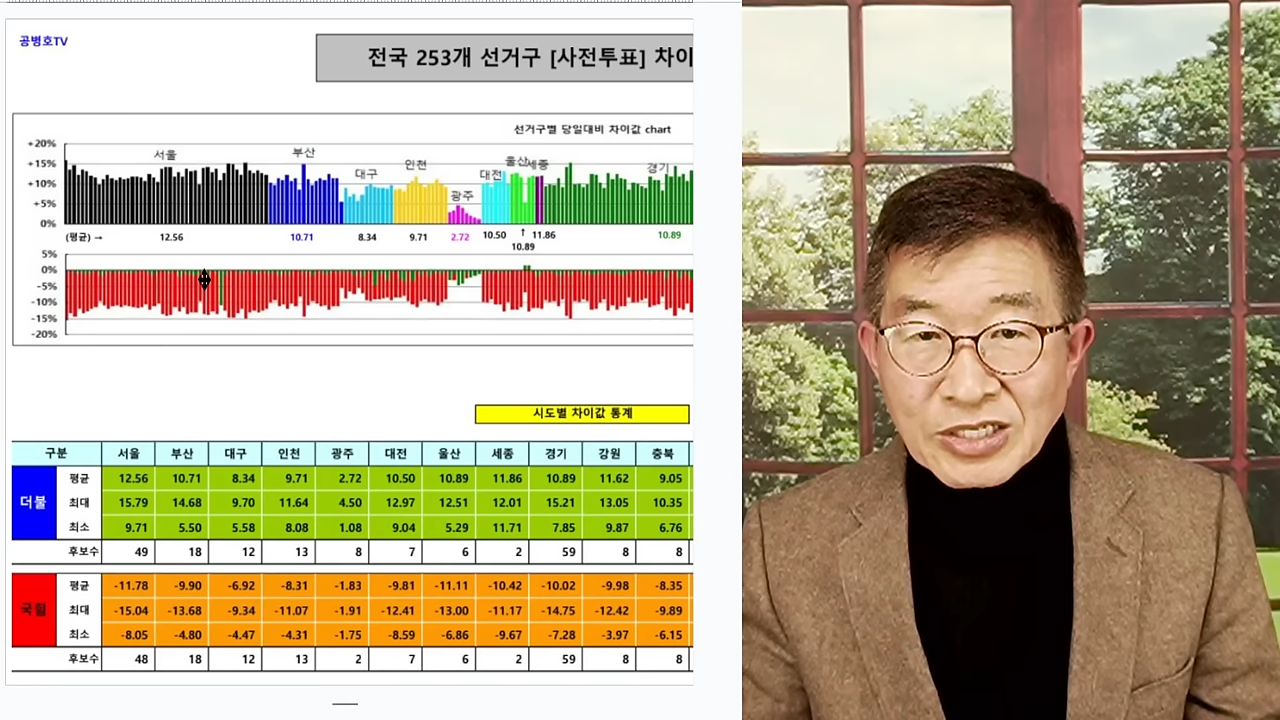 공병호TV
전국 253개 선거구 [사전투표] 차이
선거구별 당일대비 차이값 chart
+20%
+15%
+10%
+5%
0%
서울 부산 대구 인천 광주 대전 울산 세종 경기
(평균) → 12.56 10.71 8.34 9.71 2.72 10.50 ↑ 11.86 10.89
10.89
5%
0%
-5%
-10%
-15%
-20%
시도별 차이값 통계
구분 서울 부산 대구 인천 광주 대전 울산 세종 경기 강원 충북
더불
평균 12.56 10.71 8.34 9.71 2.72 10.50 10.89 11.86 10.89 11.62 9.05
최대 15.79 14.68 9.70 11.64 4.50 12.97 12.51 12.01 15.21 13.05 10.35
최소 9.71 5.50 5.58 8.08 1.08 9.04 5.29 11.71 7.85 9.87 6.76
후보수 49 18 12 13 8 7 6 2 59 8 8
국힘
평균 -11.78 -9.90 -6.92 -8.31 -1.83 -9.81 -11.11 -10.42 -10.02 -9.98 -8.35
최대 -15.04 -13.68 -9.34 -11.07 -1.91 -12.41 -13.00 -11.17 -14.75 -12.42 -9.89
최소 -8.05 -4.80 -4.47 -4.31 -1.75 -8.59 -6.86 -9.67 -7.28 -3.97 -6.15
후보수 48 18 12 13 2 7 6 2 59 8 8